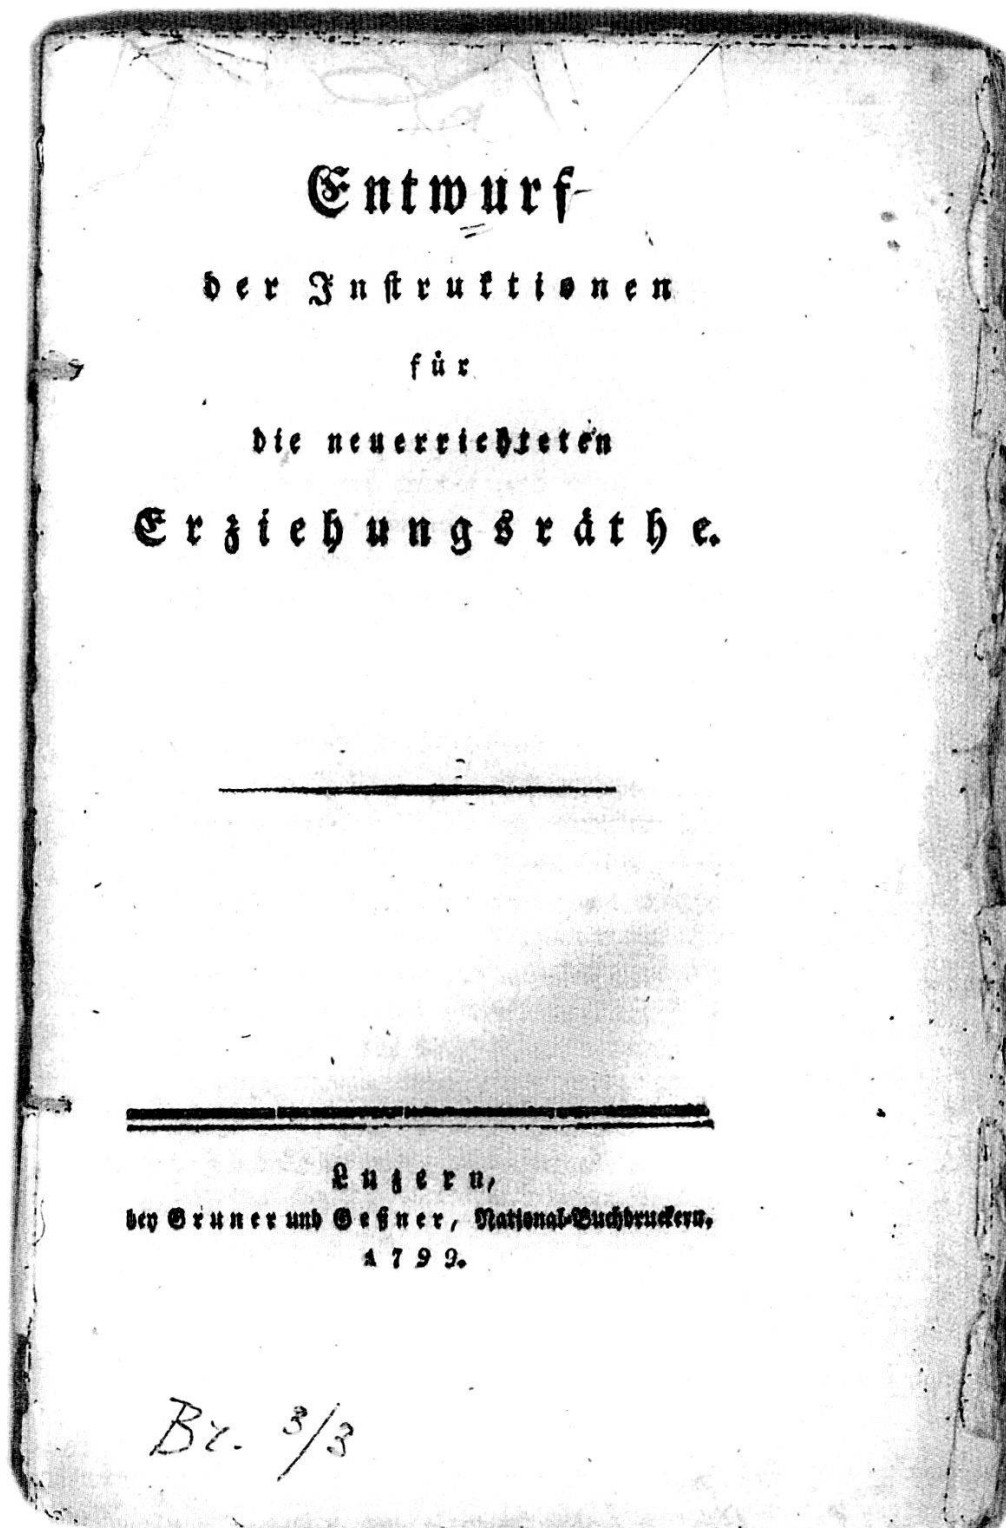 Entwurf
der Instruktionen
für
die neuerrichteten
Erziehungsräthe.
Luzern,
bey Gruner und Geßner, National-Buchdruckern.
1799.
Br. 3/3